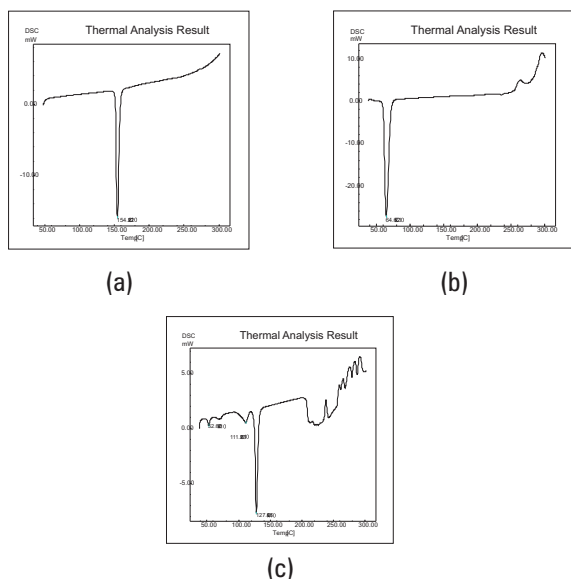 DSC
mW
Thermal Analysis Result
0.00
-10.00
50.00 100.00 150.00 200.00 250.00 300.00
Temp[C]
(a)
DSC
mW
Thermal Analysis Result
10.00
0.00
-10.00
-20.00
50.00 100.00 150.00 200.00 250.00 300.00
Temp[C]
(b)
DSC
mW
Thermal Analysis Result
5.00
0.00
-5.00
50.00 100.00 150.00 200.00 250.00 300.00
Temp[C]
(c)